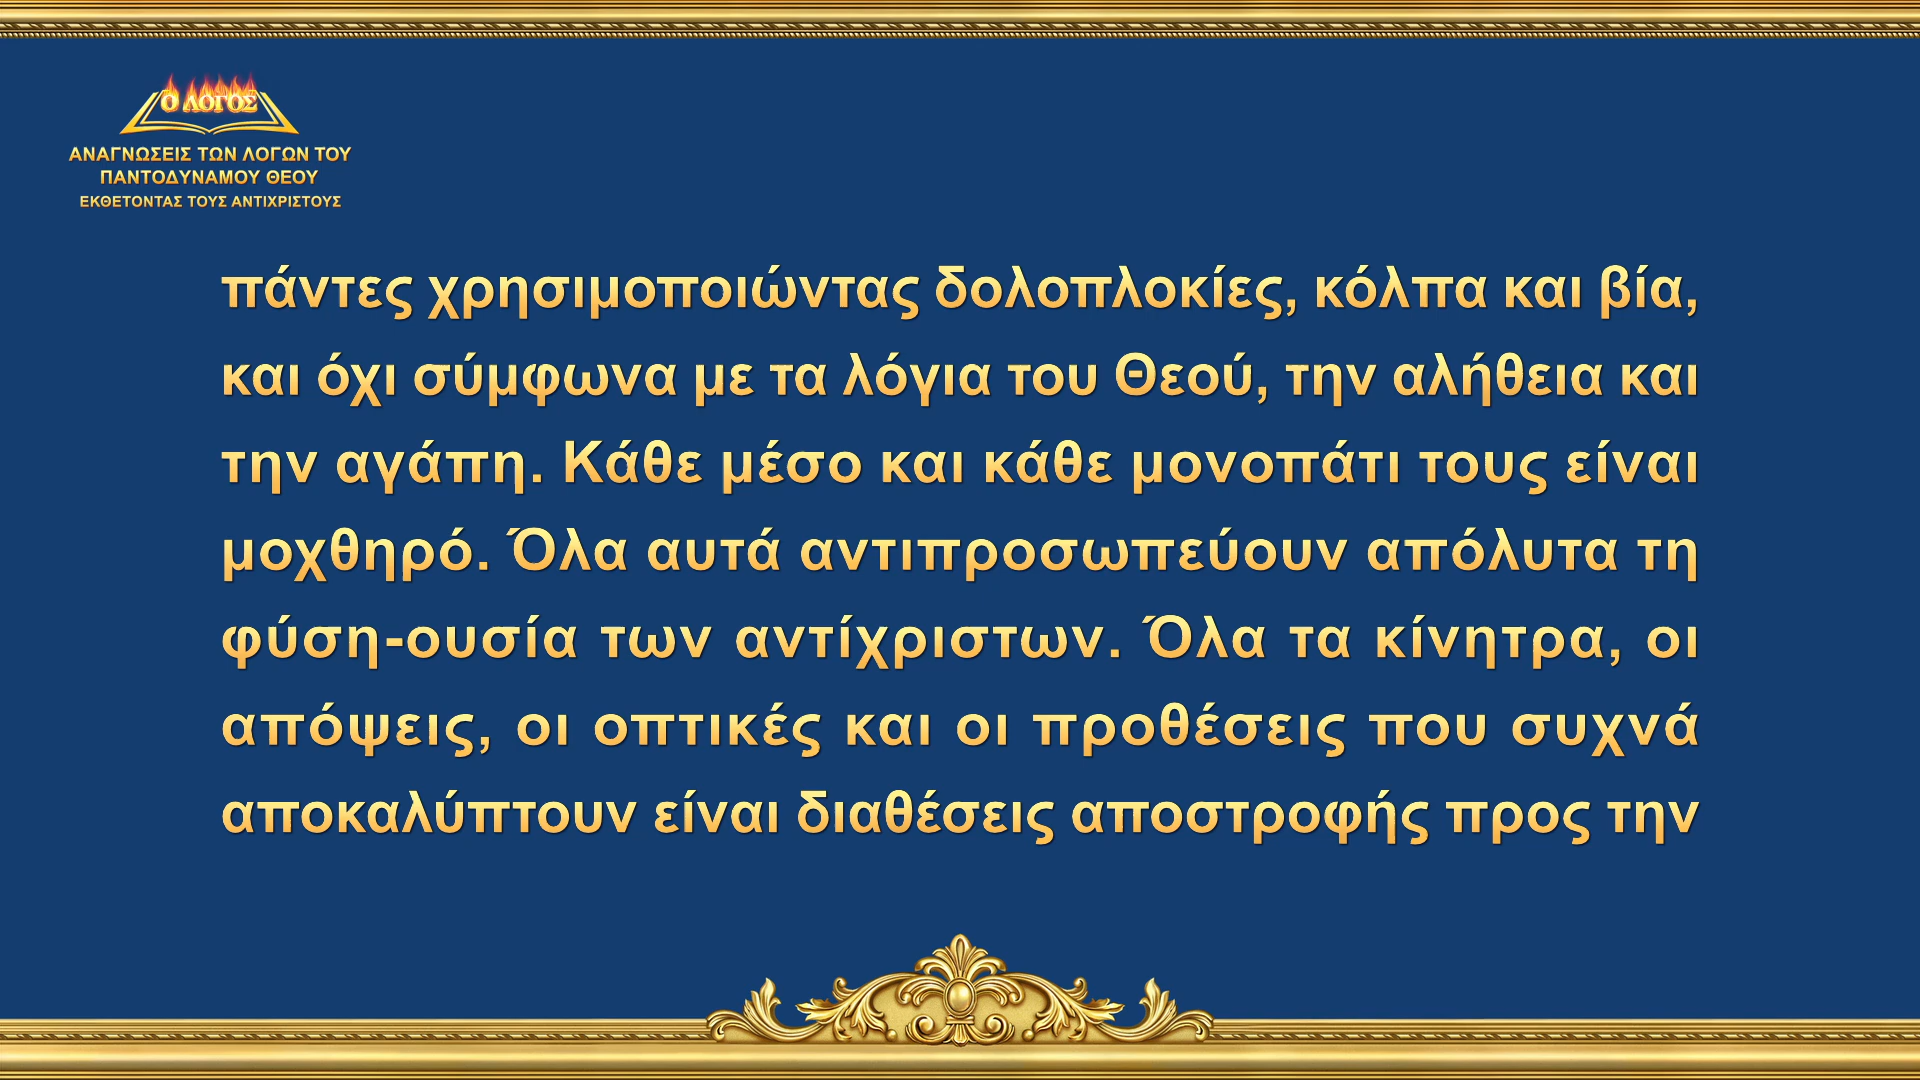 Ο ΛΟΓΟΣ
ΑΝΑΓΝΩΣΕΙΣ ΤΩΝ ΛΟΓΩΝ ΤΟΥ
ΠΑΝΤΟΔΥΝΑΜΟΥ ΘΕΟΥ
ΕΚΘΕΤΟΝΤΑΣ ΤΟΥΣ ΑΝΤΙΧΡΙΣΤΟΥΣ
πάντες χρησιμοποιώντας δολοπλοκίες, κόλπα και βία,
και όχι σύμφωνα με τα λόγια του Θεού, την αλήθεια και
την αγάπη. Κάθε μέσο και κάθε μονοπάτι τους είναι
μοχθηρό. Όλα αυτά αντιπροσωπεύουν απόλυτα τη
φύση-ουσία των αντίχριστων. Όλα τα κίνητρα, οι
απόψεις, οι οπτικές και οι προθέσεις που συχνά
αποκαλύπτουν είναι διαθέσεις αποστροφής προς την